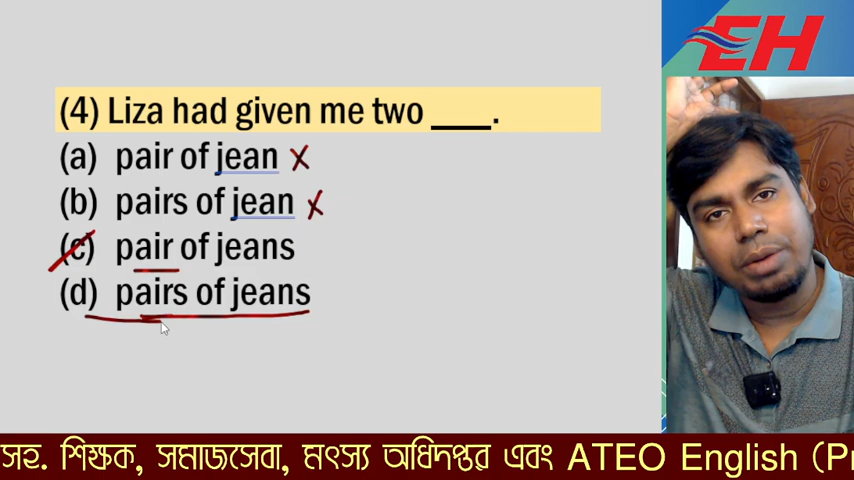 EH
(4) Liza had given me two ____.
(a) pair of jean
(b) pairs of jean
(c) pair of jeans
(d) pairs of jeans
সহ. শিক্ষক, সমাজসেবা, মৎস্য অধিদপ্তর এবং ATEO English (Pr